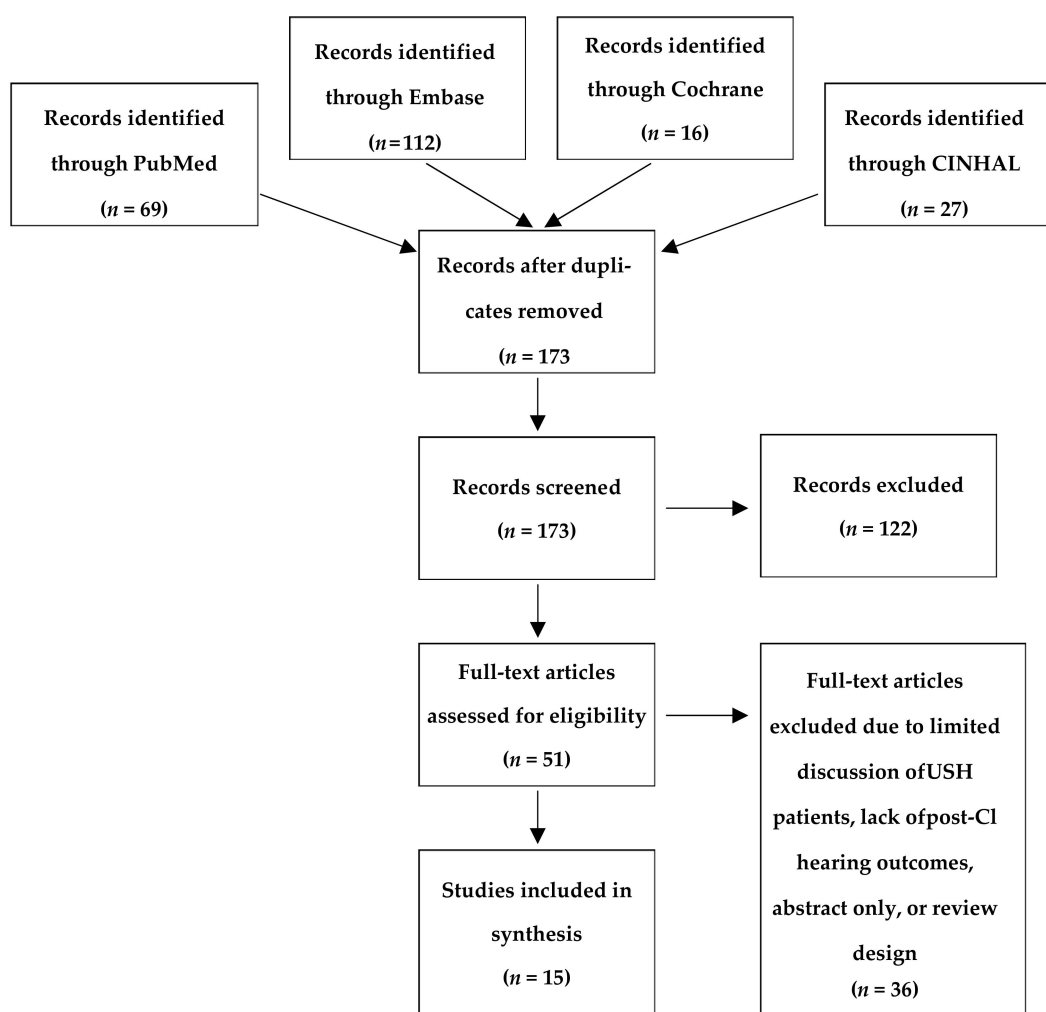 Records identified
through PubMed
(n = 69)
Records identified
through Embase
(n=112)
Records identified
through Cochrane
(n = 16)
Records identified
through CINHAL
(n = 27)
Records after dupli-
cates removed
(n = 173
Records screened
(n = 173)
Records excluded
(n = 122)
Full-text articles
assessed for eligibility
(n = 51)
Full-text articles
excluded due to limited
discussion ofUSH
patients, lack ofpost-Cl
hearing outcomes,
abstract only, or review
design
(n = 36)
Studies included in
synthesis
(n = 15)